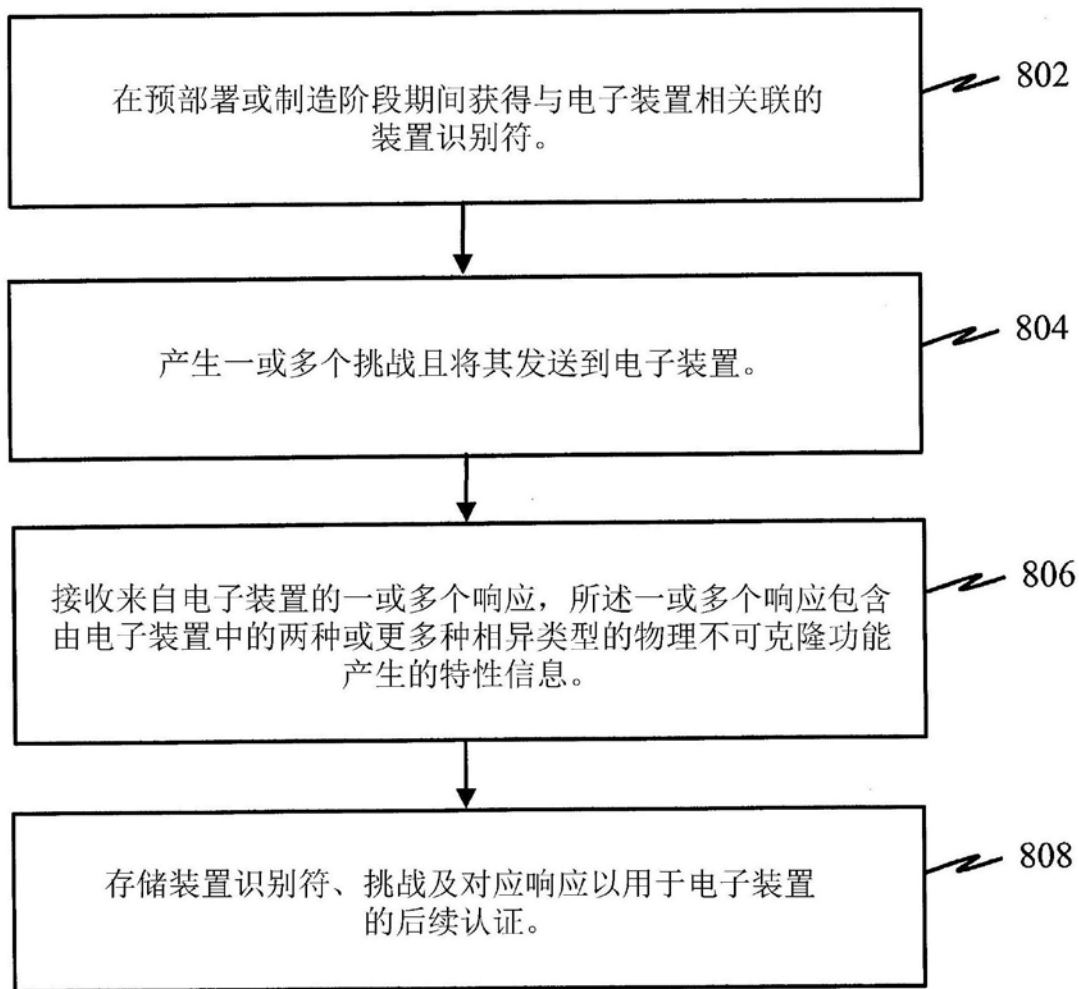 在预部署或制造阶段期间获得与电子装置相关联的
装置识别符。
802
产生一或多个挑战且将其发送到电子装置。
804
接收来自电子装置的一或多个响应，所述一或多个响应包含
由电子装置中的两种或更多种相异类型的物理不可克隆功能
产生的特性信息。
806
存储装置识别符、挑战及对应响应以用于电子装置
的后续认证。
808